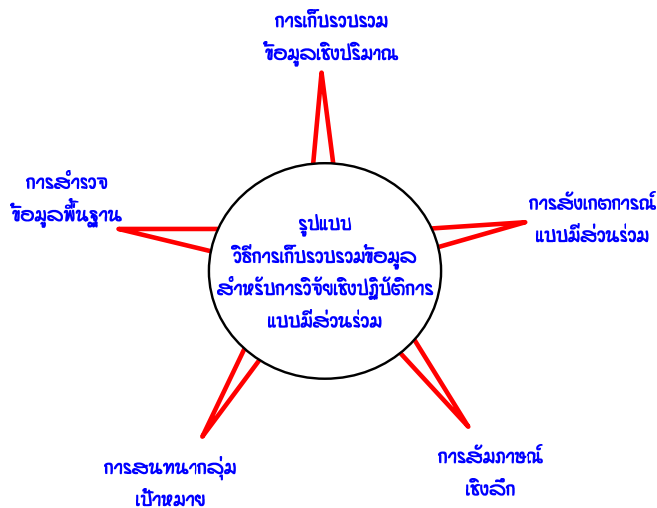 การเก็บรวบรวม
ข้อมูลเชิงปริมาณ
การสำรวจ
ข้อมูลพื้นฐาน
การสังเกตการณ์
แบบมีส่วนร่วม
รูปแบบ
วิธีการเก็บรวบรวมข้อมูล
สำหรับการวิจัยเชิงปฏิบัติการ
แบบมีส่วนร่วม
การสนทนากลุ่ม
เป้าหมาย
การสัมภาษณ์
เชิงลึก